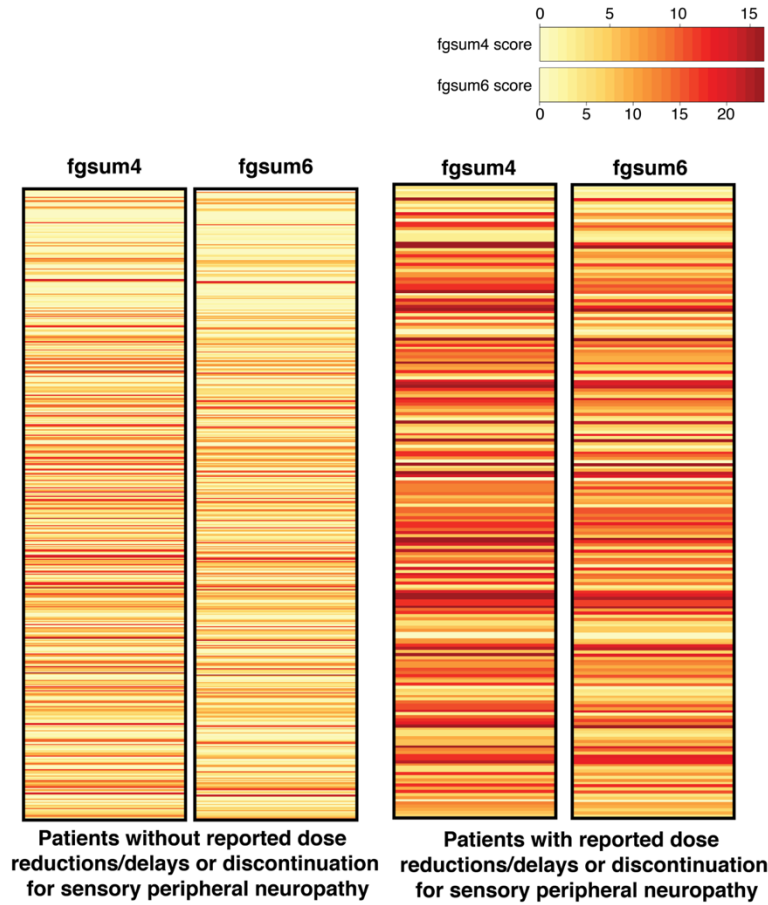 0 5 10 15
fgsum4 score
fgsum6 score
0 5 10 15 20
fgsum4 fgsum6 fgsum4 fgsum6
Patients without reported dose
reductions/delays or discontinuation
for sensory peripheral neuropathy
Patients with reported dose
reductions/delays or discontinuation
for sensory peripheral neuropathy